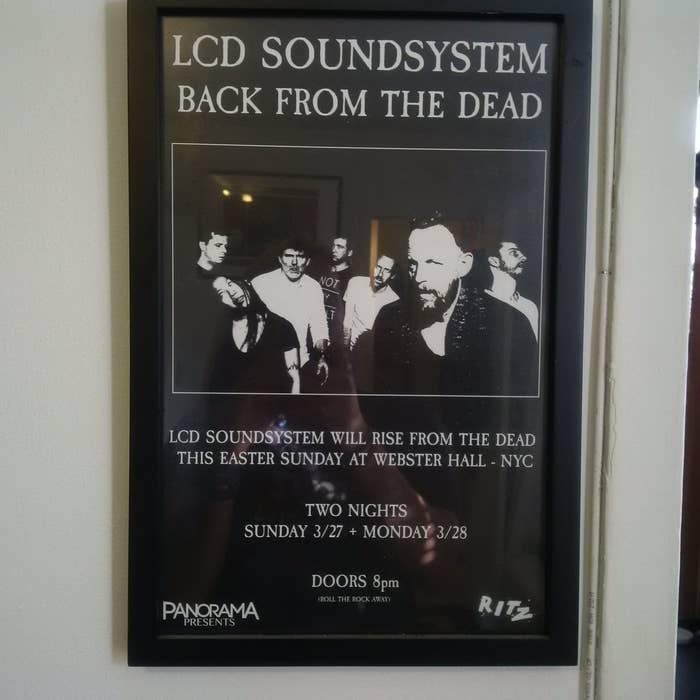 LCD SOUNDSYSTEM
BACK FROM THE DEAD
NOT
LCD SOUNDSYSTEM WILL RISE FROM THE DEAD
THIS EASTER SUNDAY AT WEBSTER HALL - NYC
TWO NIGHTS
SUNDAY 3/27 + MONDAY 3/28
DOORS 8pm
(ROLL THE ROCK AWAY)
PANORAMA
PRESENTS
RITZ